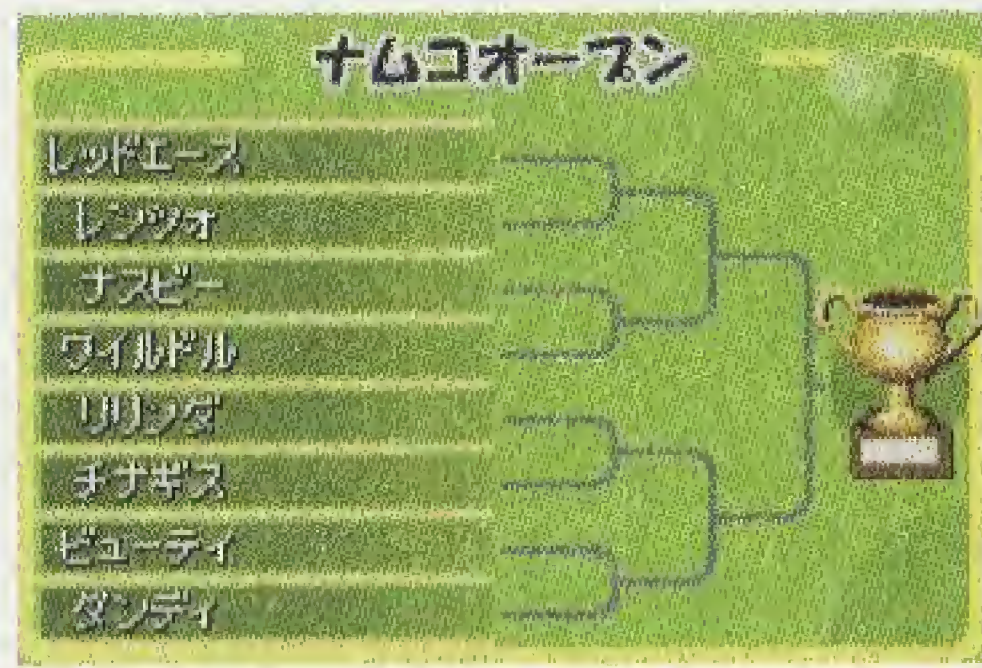 ナムコオープン
レッドエース
レンツオ
ナスビー
ワイルドル
リリンダ
チナギス
ビューティ
ダンディ